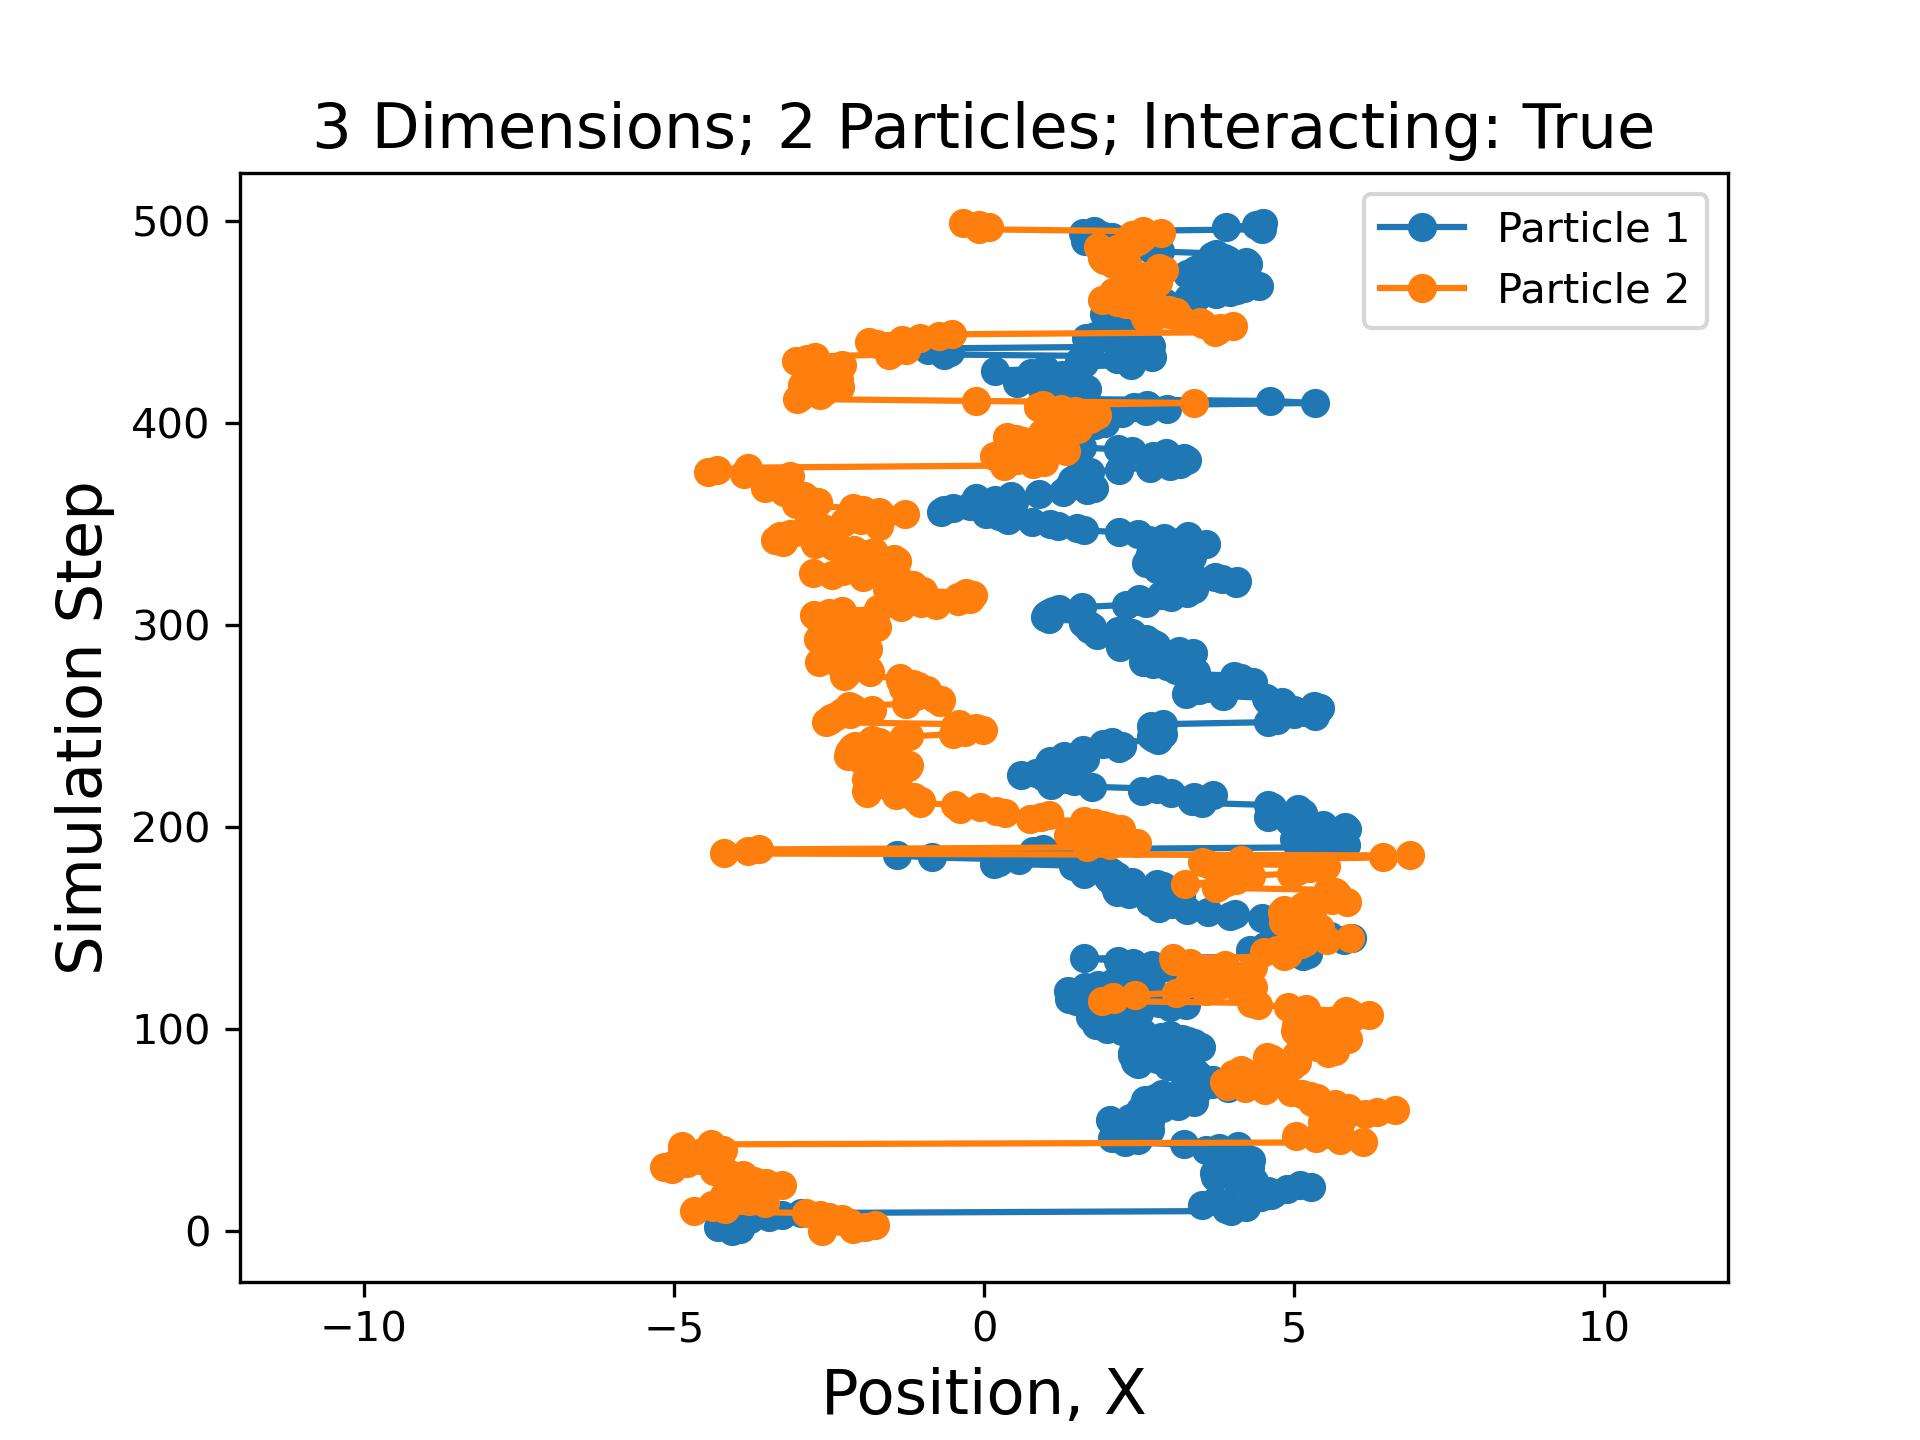 3 Dimensions; 2 Particles; Interacting: True
Particle 1
Particle 2
500
400
300
200
100
0
Simulation Step
−10
−5
0
5
10
Position, X